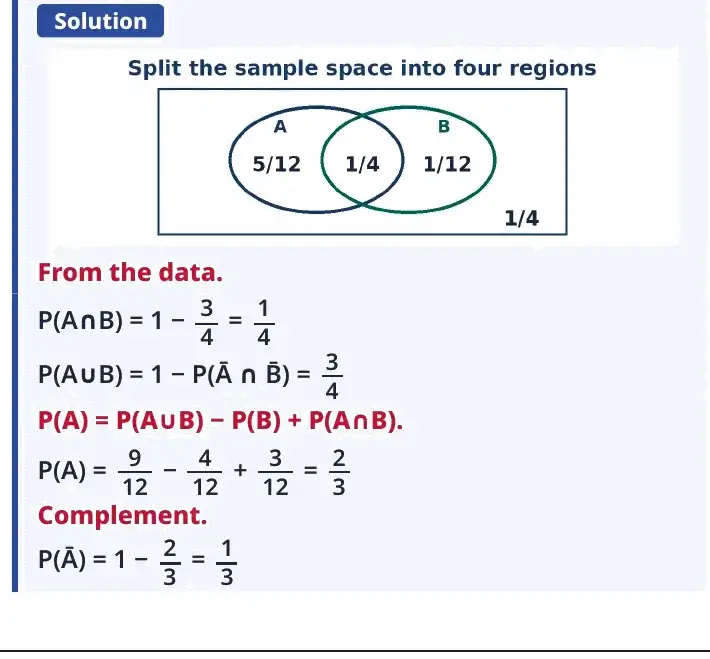 Solution
Split the sample space into four regions
A B
5/12 1/4 1/12
1/4
From the data.
P(A∩B) = 1 − 3/4 = 1/4
P(A∪B) = 1 − P(Ā ∩ B̄) = 3/4
P(A) = P(A∪B) − P(B) + P(A∩B).
P(A) = 9/12 − 4/12 + 3/12 = 2/3
Complement.
P(Ā) = 1 − 2/3 = 1/3